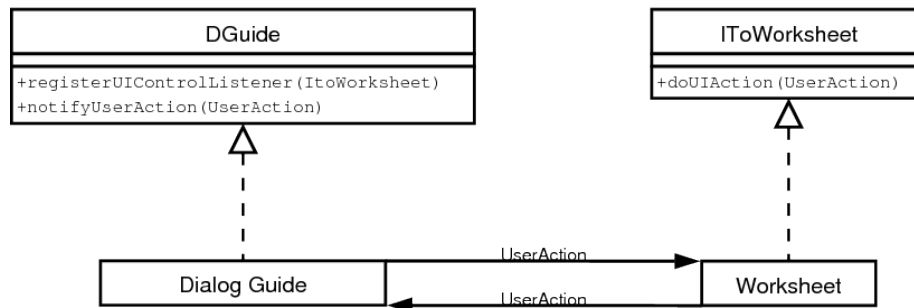 DGuide
+registerUIControlListener(ItoWorksheet)
+notifyUserAction(UserAction)
IToWorksheet
+doUIAction(UserAction)
UserAction
Dialog Guide
Worksheet
UserAction